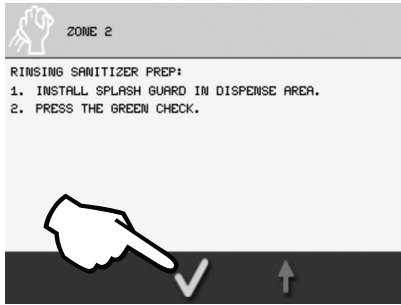 ZONE 2
RINSING SANITIZER PREP:
1. INSTALL SPLASH GUARD IN DISPENSE AREA.
2. PRESS THE GREEN CHECK.